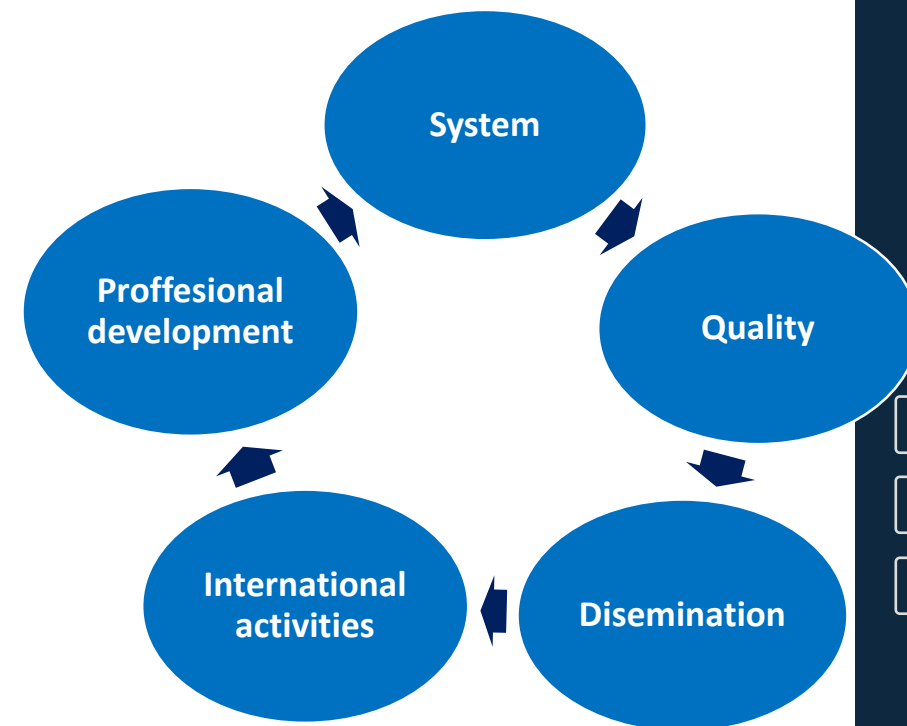 System
Quality
Disemination
International
activities
Proffesional
development